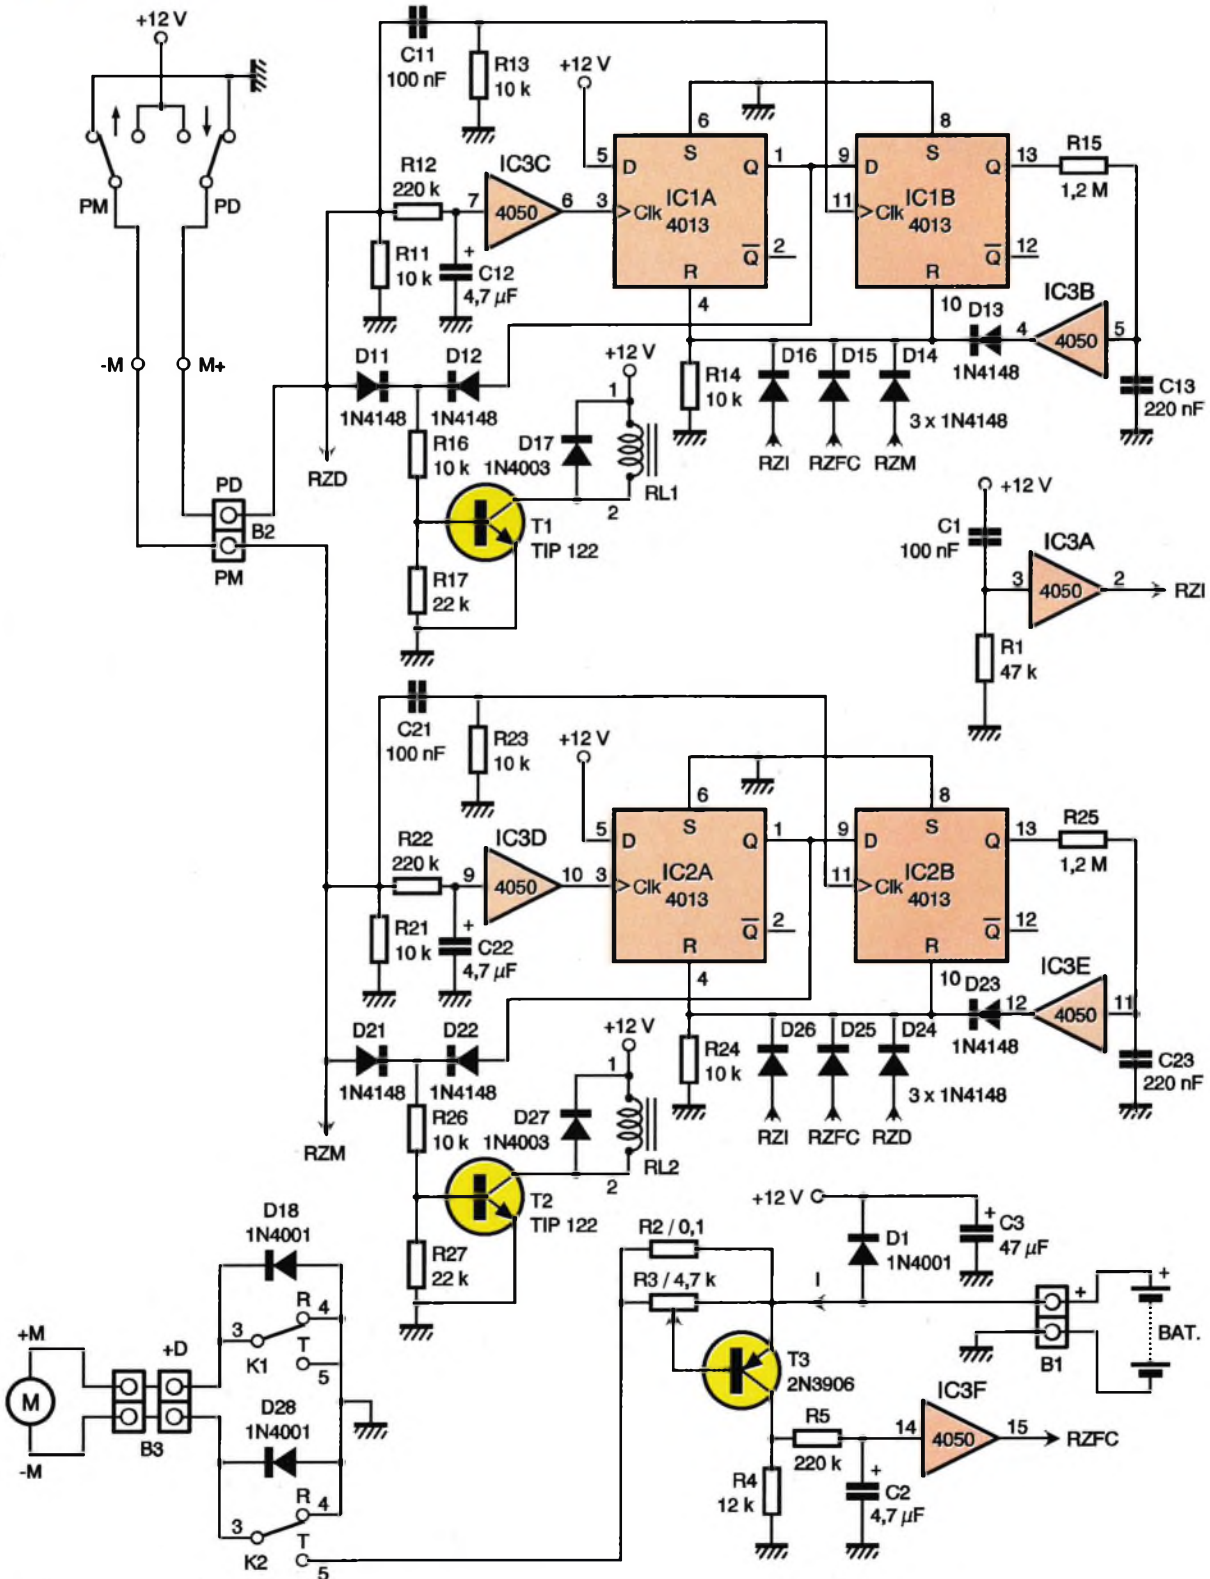 +12 V
PM
PD
-M
M+
PD
B2
PM
C11
100 nF
R13
10 k
+12 V
R12
220 k
IC3C
7
4050
6
3
5
D
6
S
1
Q
IC1A
>Clk
4013
2
Q
R
4
8
S
9
D
13
Q
IC1B
11
>Clk
4013
12
Q
R
10
R15
1,2 M
R11
10 k
+
C12
4,7 µF
IC3B
D13
4
4050
5
1N4148
C13
220 nF
D11
1N4148
D12
1N4148
RZD
+12 V
1
D17
1N4003
RL1
2
R14
10 k
D16
D15
D14
3 x 1N4148
RZI
RZFC
RZM
R16
10 k
T1
TIP 122
R17
22 k
+12 V
C1
100 nF
IC3A
3
4050
2
RZI
R1
47 k
C21
100 nF
R23
10 k
+12 V
R22
220 k
IC3D
9
4050
10
3
5
D
6
S
1
Q
IC2A
>Clk
4013
2
Q
R
4
8
S
9
D
13
Q
IC2B
11
>Clk
4013
12
Q
R
10
R25
1,2 M
R21
10 k
+
C22
4,7 µF
IC3E
D23
12
4050
11
1N4148
C23
220 nF
D21
1N4148
D22
1N4148
RZM
+12 V
1
D27
1N4003
RL2
2
R24
10 k
D26
D25
D24
3 x 1N4148
RZI
RZFC
RZD
R26
10 k
T2
TIP 122
R27
22 k
D18
1N4001
R
4
3
K1
T
5
+M
+D
M
B3
-M
D28
1N4001
R
4
3
K2
T
5
+12 V
R2 / 0,1
R3 / 4,7 k
D1
1N4001
+
C3
47 µF
I
+
B1
+
BAT.
T3
2N3906
R5
220 k
IC3F
14
4050
15
RZFC
R4
12 k
+
C2
4,7 µF